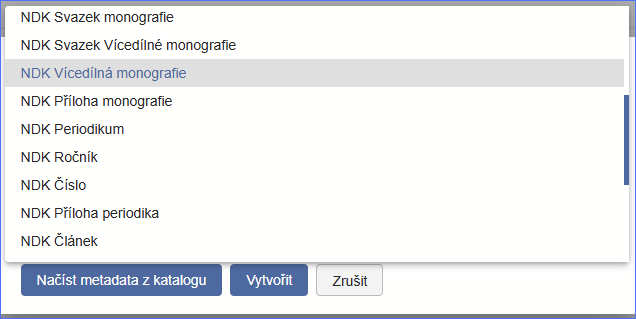 NDK Svazek monografie
NDK Svazek Vícedílné monografie
NDK Vícedílná monografie
NDK Příloha monografie
NDK Periodikum
NDK Ročník
NDK Číslo
NDK Příloha periodika
NDK Článek
Načíst metadata z katalogu Vytvořit Zrušit